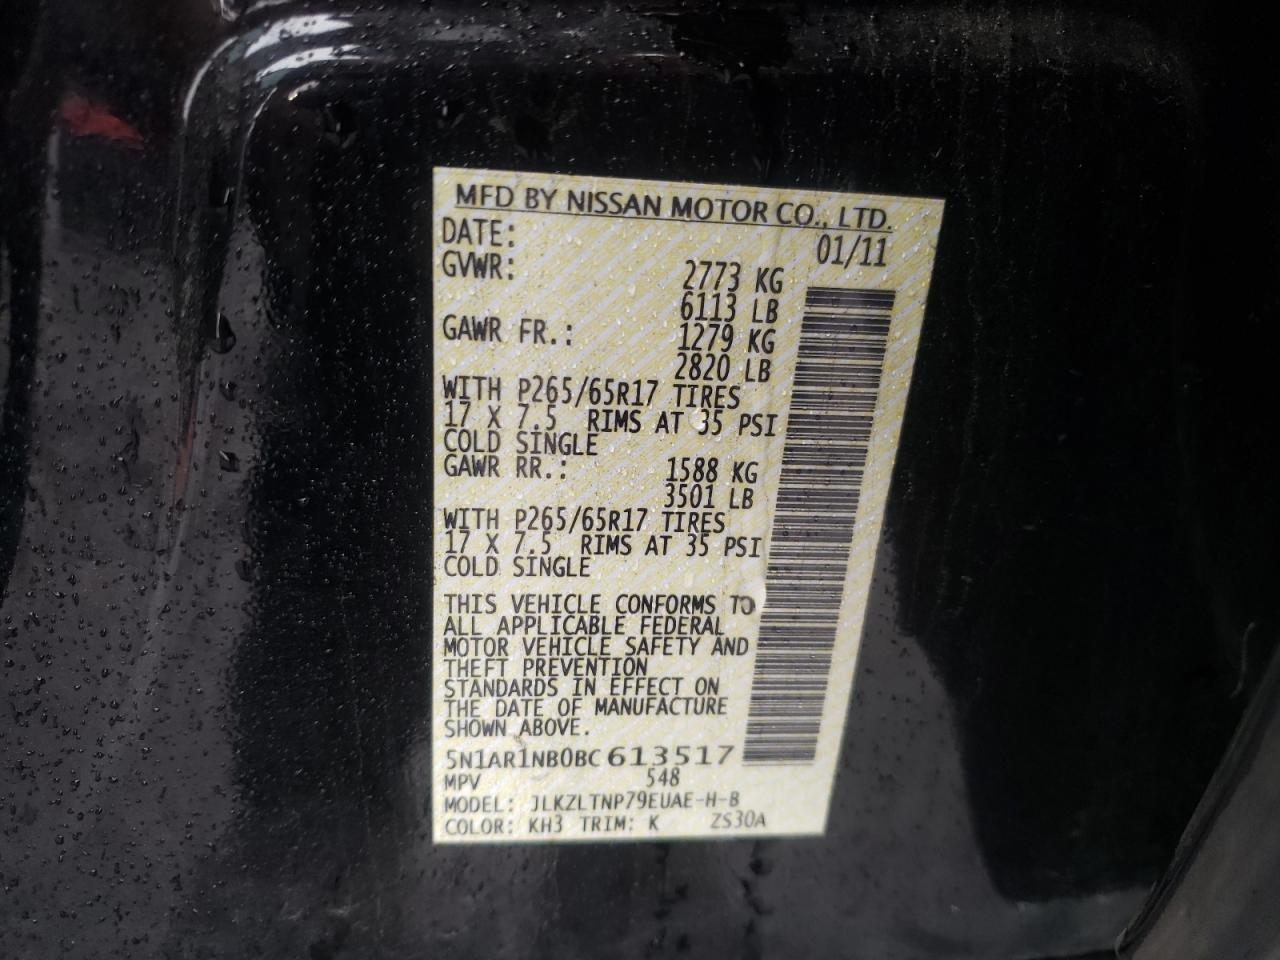 MFD BY NISSAN MOTOR CO., LTD.
DATE: 01/11
GVWR: 2773 KG
6113 LB
GAWR FR.: 1279 KG
2820 LB
WITH P265/65R17 TIRES
17 X 7.5 RIMS AT 35 PSI
COLD SINGLE
GAWR RR.: 1588 KG
3501 LB
WITH P265/65R17 TIRES
17 X 7.5 RIMS AT 35 PSI
COLD SINGLE
THIS VEHICLE CONFORMS TO
ALL APPLICABLE FEDERAL
MOTOR VEHICLE SAFETY AND
THEFT PREVENTION
STANDARDS IN EFFECT ON
THE DATE OF MANUFACTURE
SHOWN ABOVE.
5N1AR1NB0BC613517
MPV 548
MODEL: JLKZLTNP79EUAE-H-B
COLOR: KH3 TRIM: K ZS30A